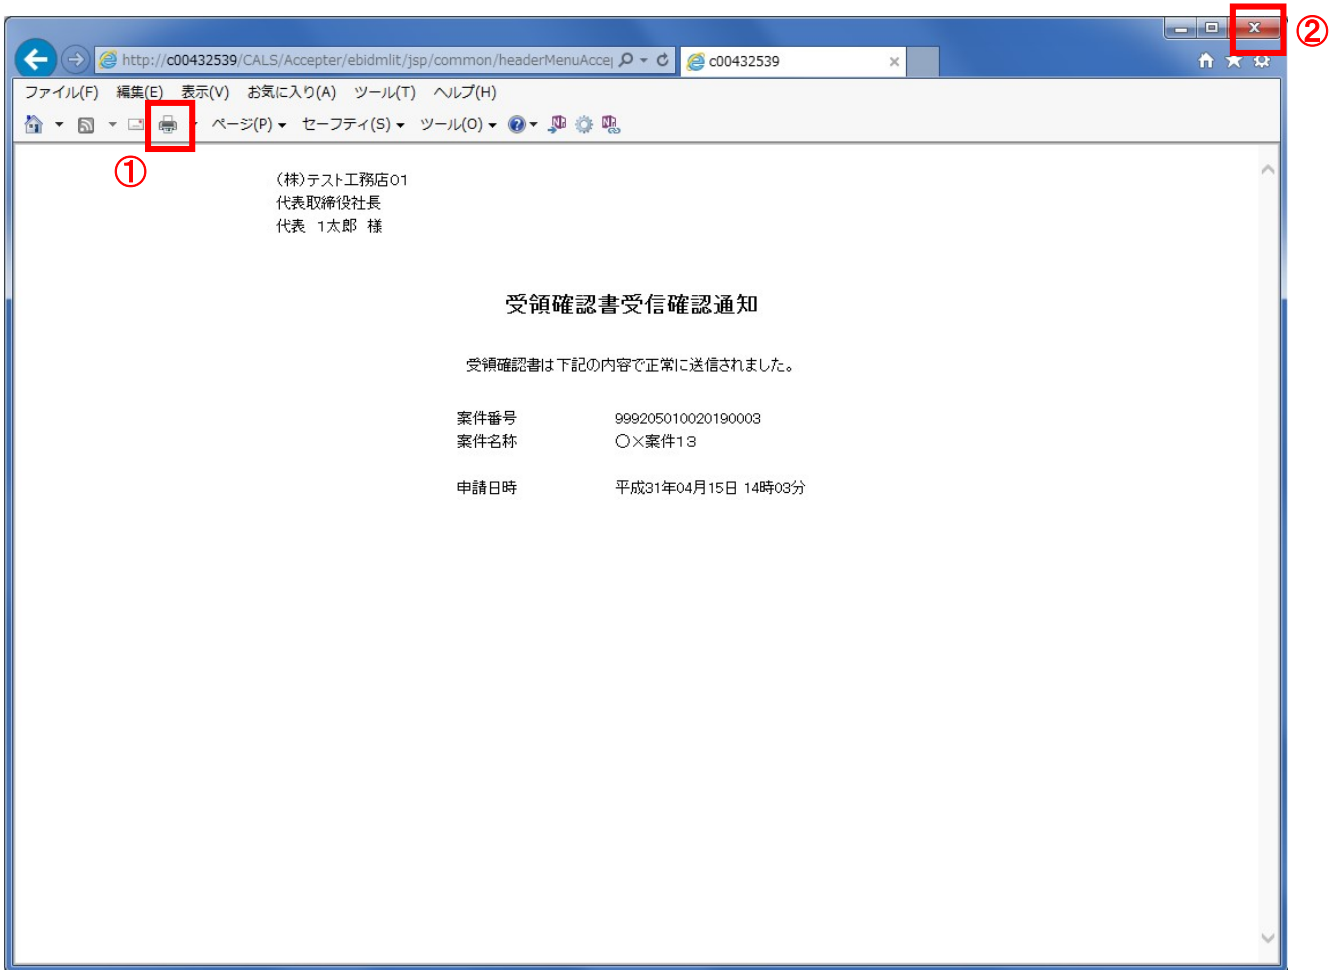 ②
http://c00432539/CALS/Accepter/ebidmlit/jsp/common/headerMenuAccep
c00432539
ファイル(F) 編集(E) 表示(V) お気に入り(A) ツール(T) ヘルプ(H)
ページ(P) セーフティ(S) ツール(O)
①
(株)テスト工務店01
代表取締役社長
代表 1太郎 様
受領確認書受信確認通知
受領確認書は下記の内容で正常に送信されました。
案件番号 999205010020190003
案件名称 ○×案件13
申請日時 平成31年04月15日 14時03分